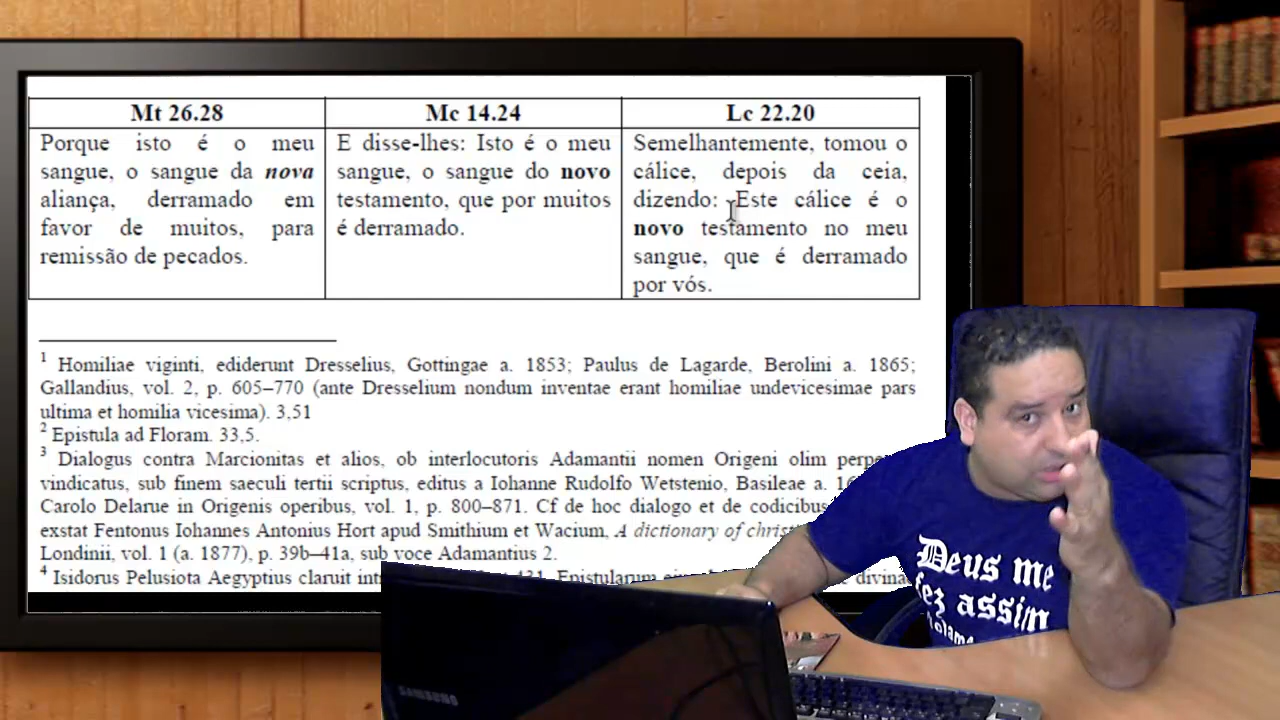 Mt 26.28
Mc 14.24
Lc 22.20
Porque isto é o meu
sangue, o sangue da nova
aliança, derramado em
favor de muitos, para
remissão de pecados.
E disse-lhes: Isto é o meu
sangue, o sangue do novo
testamento, que por muitos
é derramado.
Semelhantemente, tomou o
cálice, depois da ceia,
dizendo: Este cálice é o
novo testamento no meu
sangue, que é derramado
por vós.
1 Homiliae viginti, ediderunt Dresselius, Gottingae a. 1853; Paulus de Lagarde, Berolini a. 1865;
Gallandius, vol. 2, p. 605–770 (ante Dresselium nondum inventae erant homiliae undevicesimae pars
ultima et homilia vicesima). 3,51
2 Epistula ad Floram. 33,5.
3 Dialogus contra Marcionitas et alios, ob interlocutoris Adamantii nomen Origeni olim
vindicatus, sub finem saeculi tertii scriptus, editus a Iohanne Rudolfo Wetstenio, Basileae a.
Carolo Delarue in Origenis operibus, vol. 1, p. 800–871. Cf de hoc dialogo et de codicibus
exstat Fentonus Iohannes Antonius Hort apud Smithium et Wacium, A dictionary of
Londinii, vol. 1 (a. 1877), p. 39b–41a, sub voce Adamantius 2.
4 Isidorus Pelusiota Aegyptius claruit
Deus me
fez assim
SAMSUNG